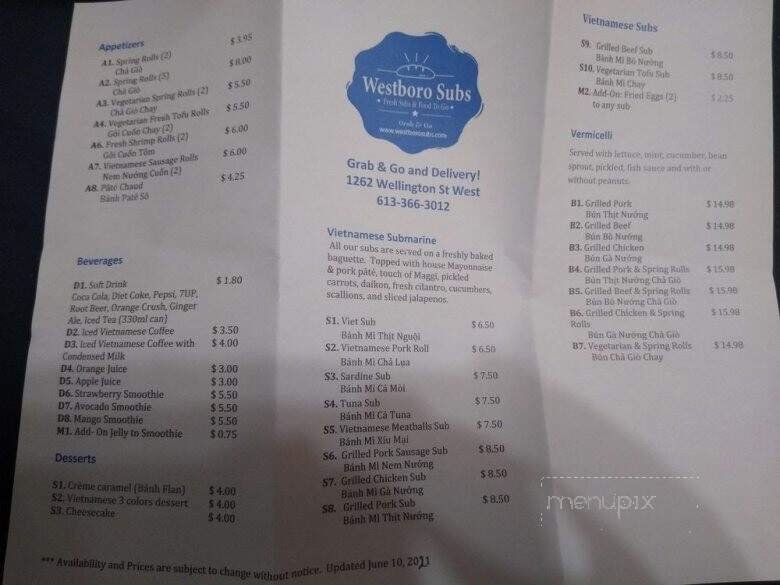 Appetizers
A1. Spring Rolls (2) $ 3.95
Chả Giò
A2. Spring Rolls (5) $ 8.00
Chả Giò
A3. Vegetarian Spring Rolls (2) $ 5.50
Chả Giò Chay
A4. Vegetarian Fresh Tofu Rolls $ 5.50
Gỏi Cuốn Chay (2)
A6. Fresh Shrimp Rolls (2) $ 6.00
Gỏi Cuốn Tôm
A7. Vietnamese Sausage Rolls $ 6.00
Nem Nướng Cuốn (2)
A8. Pâté Chaud $ 4.25
Bánh Paté Sô
Beverages
D1. Soft Drink $ 1.80
Coca Cola, Diet Coke, Pepsi, 7UP,
Root Beer, Orange Crush, Ginger
Ale, Iced Tea (330ml can)
D2. Iced Vietnamese Coffee $ 3.50
D3. Iced Vietnamese Coffee with $ 4.00
Condensed Milk
D4. Orange Juice $ 3.00
D5. Apple Juice $ 3.00
D6. Strawberry Smoothie $ 5.50
D7. Avocado Smoothie $ 5.50
D8. Mango Smoothie $ 5.50
M1. Add- On Jelly to Smoothie $ 0.75
Desserts
S1. Crème caramel (Bánh Flan) $ 4.00
S2. Vietnamese 3 colors dessert $ 4.00
S3. Cheesecake $ 4.00
Westboro Subs
• Fresh Subs & Food To Go •
Grab & Go
www.westborosubs.com
Grab & Go and Delivery!
1262 Wellington St West
613-366-3012
Vietnamese Submarine
All our subs are served on a freshly baked
baguette. Topped with house Mayonnaise
& pork pâté, touch of Maggi, pickled
carrots, daikon, fresh cilantro, cucumbers,
scallions, and sliced jalapenos.
S1. Viet Sub $ 6.50
Bánh Mì Thịt Nguội
S2. Vietnamese Pork Roll $ 6.50
Bánh Mì Chả Lụa
S3. Sardine Sub $ 7.50
Bánh Mì Cá Mòi
S4. Tuna Sub $ 7.50
Bánh Mì Cá Tuna
S5. Vietnamese Meatballs Sub $ 7.50
Bánh Mì Xíu Mại
S6. Grilled Pork Sausage Sub $ 8.50
Bánh Mì Nem Nướng
S7. Grilled Chicken Sub $ 8.50
Bánh Mì Gà Nướng
S8. Grilled Pork Sub $ 8.50
Bánh Mì Thịt Nướng
Vietnamese Subs
S9. Grilled Beef Sub $ 8.50
Bánh Mì Bò Nướng
S10. Vegetarian Tofu Sub $ 8.50
Bánh Mì Chay
M2. Add-On: Fried Eggs (2) $ 2.25
to any sub
Vermicelli
Served with lettuce, mint, cucumber, bean
sprout, pickled, fish sauce and with or
without peanuts.
B1. Grilled Pork $ 14.98
Bún Thịt Nướng
B2. Grilled Beef $ 14.98
Bún Bò Nướng
B3. Grilled Chicken $ 14.98
Bún Gà Nướng
B4. Grilled Pork & Spring Rolls $ 15.98
Bún Thịt Nướng Chả Giò
B5. Grilled Beef & Spring Rolls $ 15.98
Bún Bò Nướng Chả Giò
B6. Grilled Chicken & Spring $ 15.98
Rolls
Bún Gà Nướng Chả Giò
B7. Vegetarian & Spring Rolls $ 14.98
Bún Chả Giò Chay
menupix
*** Availability and Prices are subject to change without notice. Updated June 10, 2021